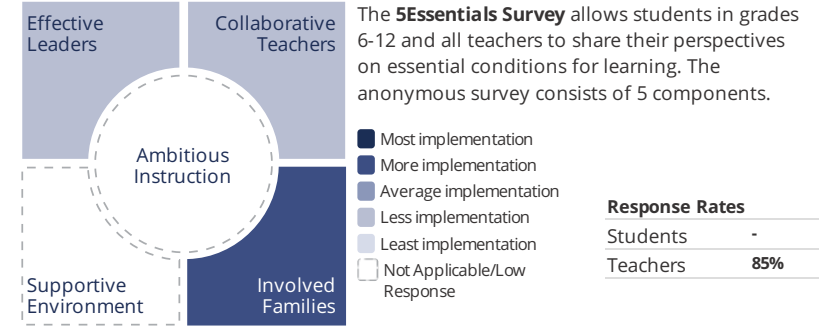 Effective
Leaders
Collaborative
Teachers
Ambitious
Instruction
Supportive
Environment
Involved
Families
The 5Essentials Survey allows students in grades
6-12 and all teachers to share their perspectives
on essential conditions for learning. The
anonymous survey consists of 5 components.
Most implementation
More implementation
Average implementation
Less implementation
Least implementation
Not Applicable/Low
Response
Response Rates
Students -
Teachers 85%